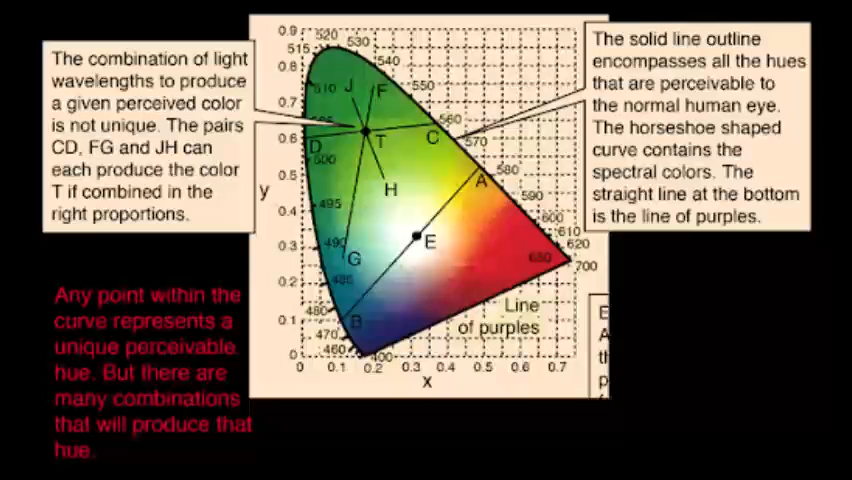 The combination of light
wavelengths to produce
a given perceived color
is not unique. The pairs
CD, FG and JH can
each produce the color
T if combined in the
right proportions.
The solid line outline
encompasses all the hues
that are perceivable to
the normal human eye.
The horseshoe shaped
curve contains the
spectral colors. The
straight line at the bottom
is the line of purples.
Any point within the
curve represents a
unique perceivable
hue. But there are
many combinations
that will produce that
hue.
0.9
0.8
0.7
0.6
0.5
0.4
0.3
0.2
0.1
0
y
0
0.1
0.2
0.3
0.4
0.5
0.6
0.7
x
400
460
470
480
495
500
510
515
520
530
540
550
560
570
580
590
600
610
620
650
700
J
F
D
T
C
H
A
E
G
B
Line
of purples
E
A
th
p